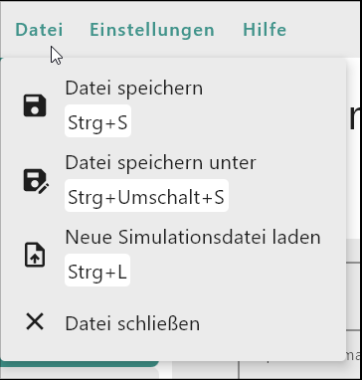 Datei Einstellungen Hilfe
Datei speichern
Strg+S
Datei speichern unter
Strg+Umschalt+S
Neue Simulationsdatei laden
Strg+L
Datei schließen